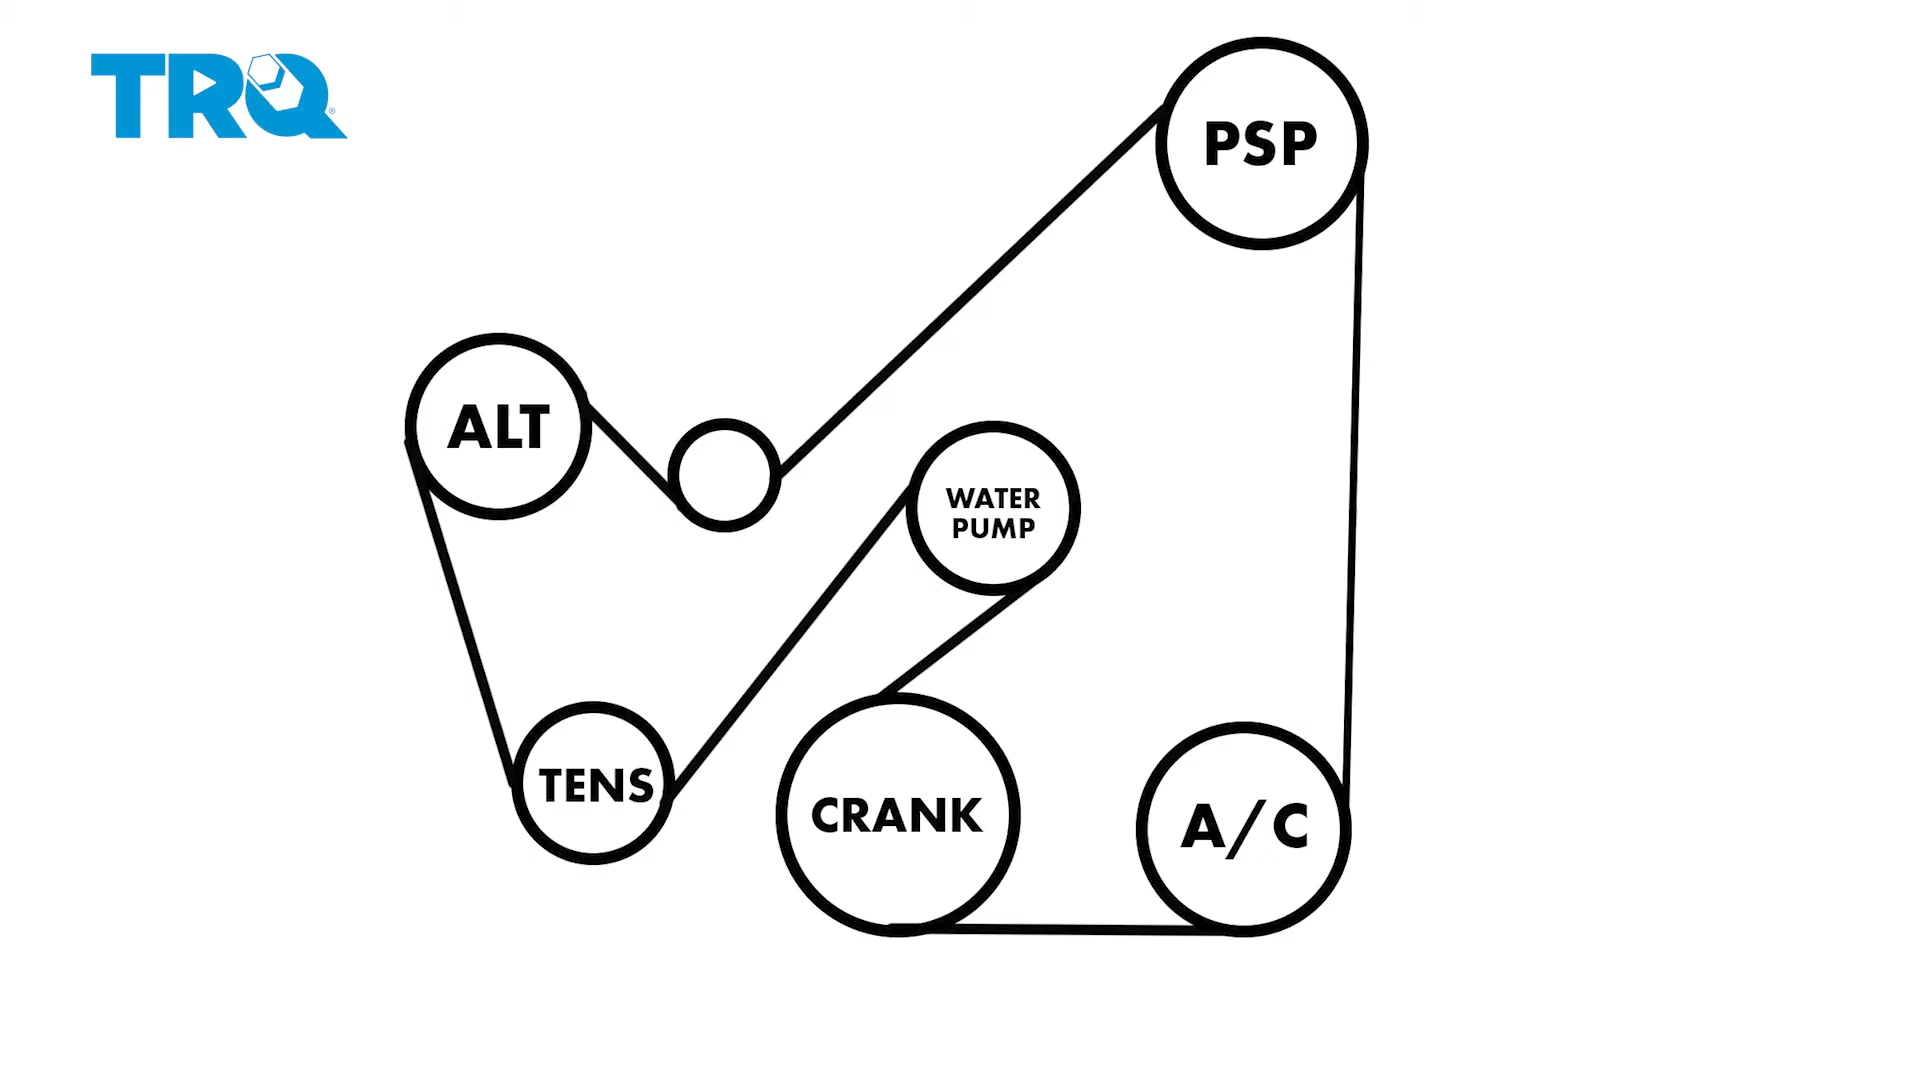 TRQ
PSP
ALT
WATER
PUMP
TENS
CRANK
A/C